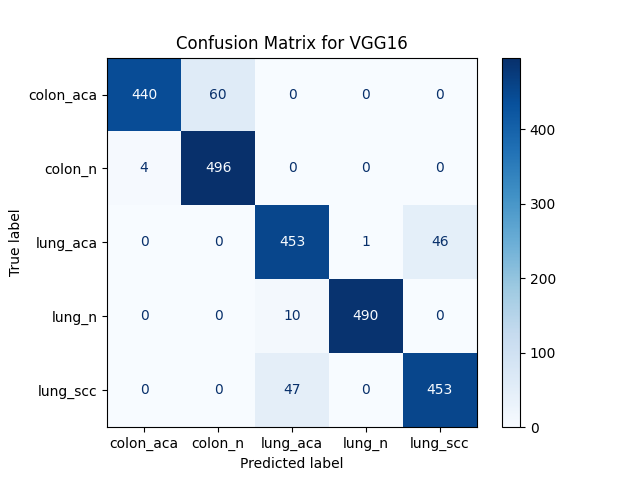 Confusion Matrix for VGG16
colon_aca 440 60 0 0 0
colon_n 4 496 0 0 0
lung_aca 0 0 453 1 46
lung_n 0 0 10 490 0
lung_scc 0 0 47 0 453
colon_aca colon_n lung_aca lung_n lung_scc
Predicted label
True label
400
300
200
100
0